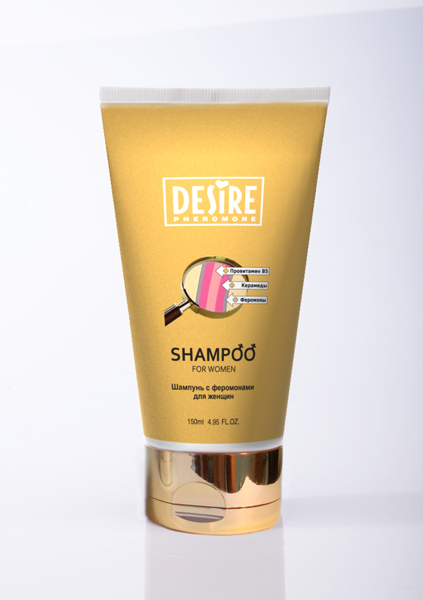 DESIRE
PHEROMONE
Провитамин B5
Керамиды
Феромоны
SHAMPOO
FOR WOMEN
Шампунь с феромонами
для женщин
150ml 4.95 FL.OZ.